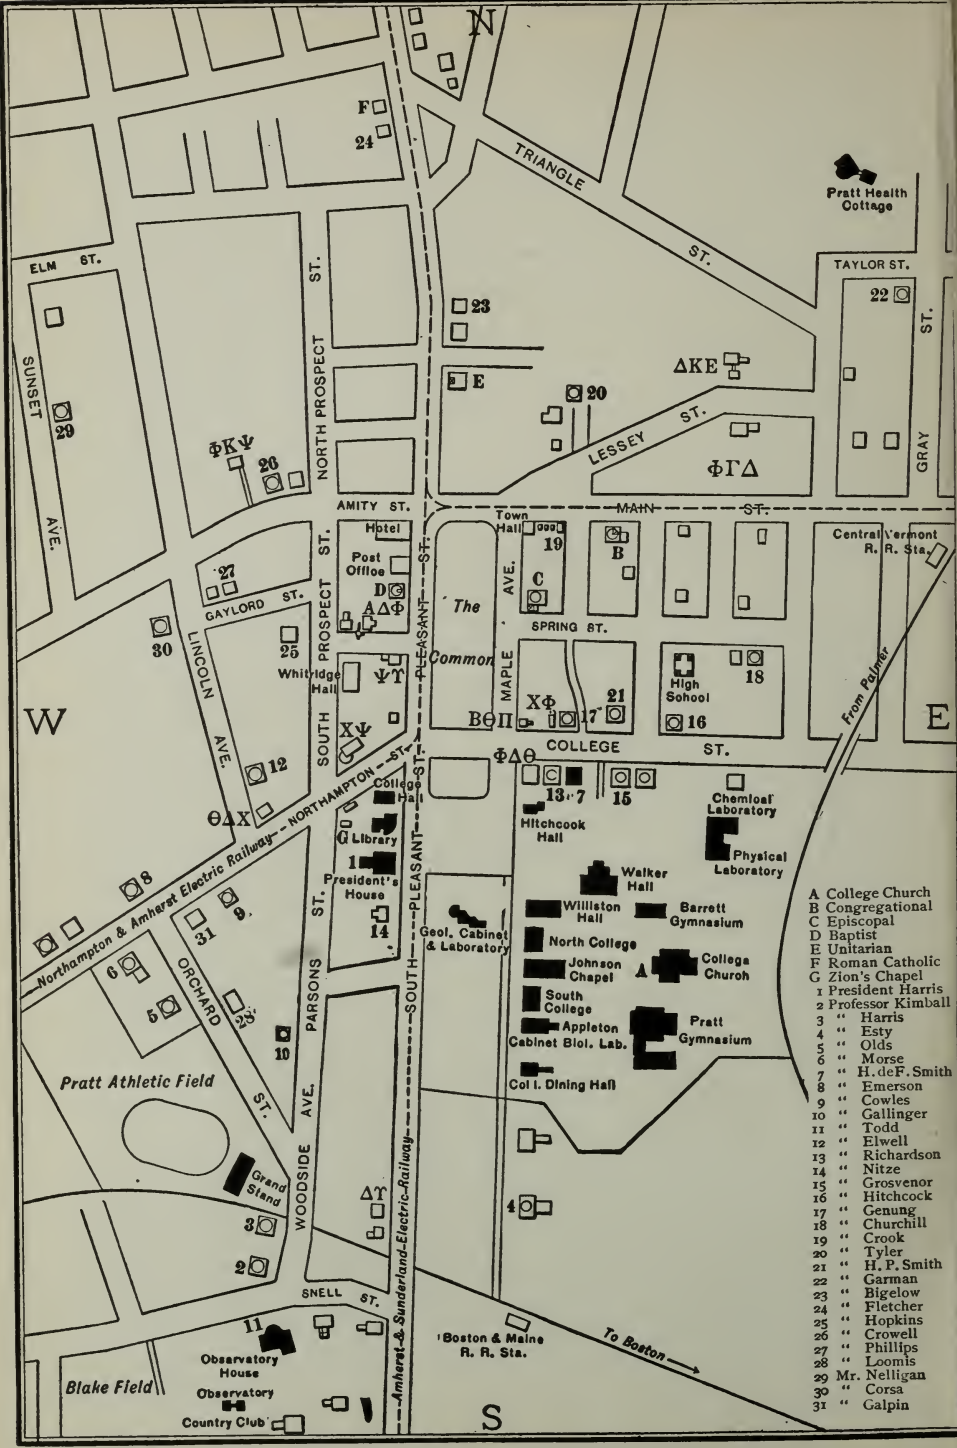 N
F
24
TRIANGLE
ST.
Pratt Health
Cottage
ELM ST.
NORTH PROSPECT
ST.
TAYLOR ST.
22
GRAY
ST.
23
SUNSET
AVE.
29
ΔΚΕ
E
20
LESSEY ST.
ΦΚΨ
26
ΦΓΔ
AMITY ST.
MAIN ST.
Hotel
Town
Hall
19
B
Central Vermont
R. R. Sta.
Post
Office
D
ΑΔΦ
PLEASANT ST.
The
Common
MAPLE AVE.
C
27
GAYLORD ST.
SOUTH PROSPECT ST.
SPRING ST.
30
LINCOLN
AVE.
25
Whitridge
Hall
ΨΥ
High
School
18
From Palmer
W
ΧΨ
ΒΘΠ
ΧΦ
17
21
16
E
COLLEGE ST.
ΦΔΘ
12
ΘΔΧ
NORTHAMPTON ST.
College
Hall
13
7
15
Chemical
Laboratory
Hitchcock
Hall
G
Library
Physical
Laboratory
1
President's
House
Walker
Hall
8
Northampton & Amherst Electric Railway
9
31
14
SOUTH PLEASANT ST.
Geol. Cabinet
& Laboratory
Williston
Hall
Barrett
Gymnasium
North College
Johnson
Chapel
A
College
Church
6
5
ORCHARD
ST.
28
10
PARSONS
ST.
South
College
Appleton
Cabinet Biol. Lab.
Pratt
Gymnasium
Coll. Dining Hall
Pratt Athletic Field
Grand
Stand
WOODSIDE AVE.
ΔΥ
3
2
4
SNELL ST.
11
Observatory
House
Amherst & Sunderland Electric Railway
Boston & Maine
R. R. Sta.
To Boston
Blake Field
Observatory
Country Club
S
A College Church
B Congregational
C Episcopal
D Baptist
E Unitarian
F Roman Catholic
G Zion's Chapel
1 President Harris
2 Professor Kimball
3 " Harris
4 " Esty
5 " Olds
6 " Morse
7 " H. deF. Smith
8 " Emerson
9 " Cowles
10 " Gallinger
11 " Todd
12 " Elwell
13 " Richardson
14 " Nitze
15 " Grosvenor
16 " Hitchcock
17 " Genung
18 " Churchill
19 " Crook
20 " Tyler
21 " H. P. Smith
22 " Garman
23 " Bigelow
24 " Fletcher
25 " Hopkins
26 " Crowell
27 " Phillips
28 " Loomis
29 Mr. Nelligan
30 " Corsa
31 " Galpin